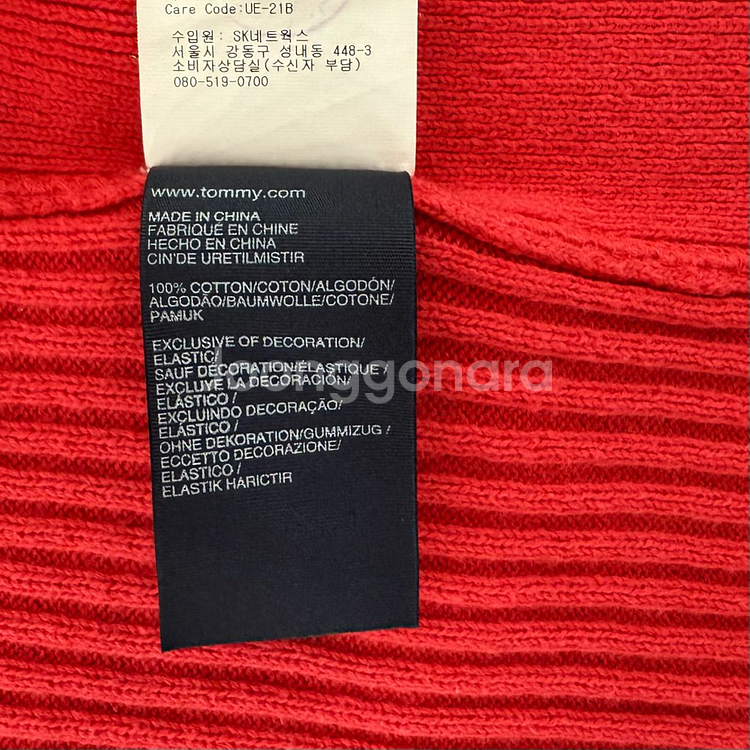 Care Code:UE-21B
수입원: SK네트웍스
서울시 강동구 성내동 448-3
소비자상담실(수신자 부담)
080-519-0700
www.tommy.com
MADE IN CHINA
FABRIQUÉ EN CHINE
HECHO EN CHINA
CIN'DE URETILMISTIR
100% COTTON/COTON/ALGODÓN/
ALGODÃO/BAUMWOLLE/COTONE/
PAMUK
EXCLUSIVE OF DECORATION/
ELASTIC/
SAUF DÉCORATION/ÉLASTIQUE /
EXCLUYE LA DECORACIÓN/
ELÁSTICO /
EXCLUINDO DECORAÇÃO/
ELÁSTICO /
OHNE DEKORATION/GUMMIZUG /
ECCETTO DECORAZIONE/
ELASTICO /
ELASTIK HARICTIR